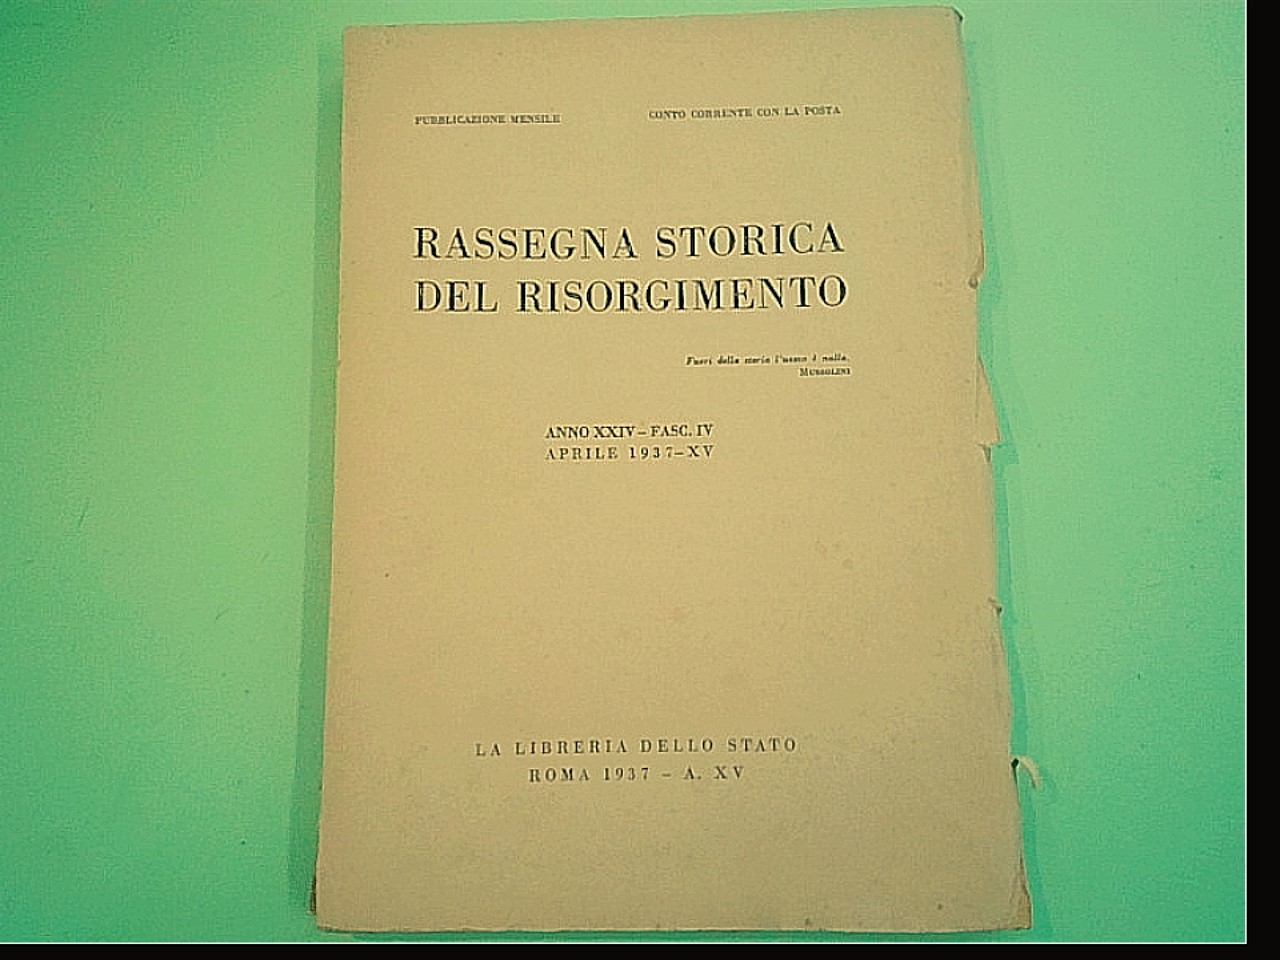 PUBBLICAZIONE MENSILE
CONTO CORRENTE CON LA POSTA
RASSEGNA STORICA
DEL RISORGIMENTO
Fuori della storia l'uomo è nulla.
MUSSOLINI
ANNO XXIV – FASC. IV
APRILE 1937–XV
LA LIBRERIA DELLO STATO
ROMA 1937 – A. XV